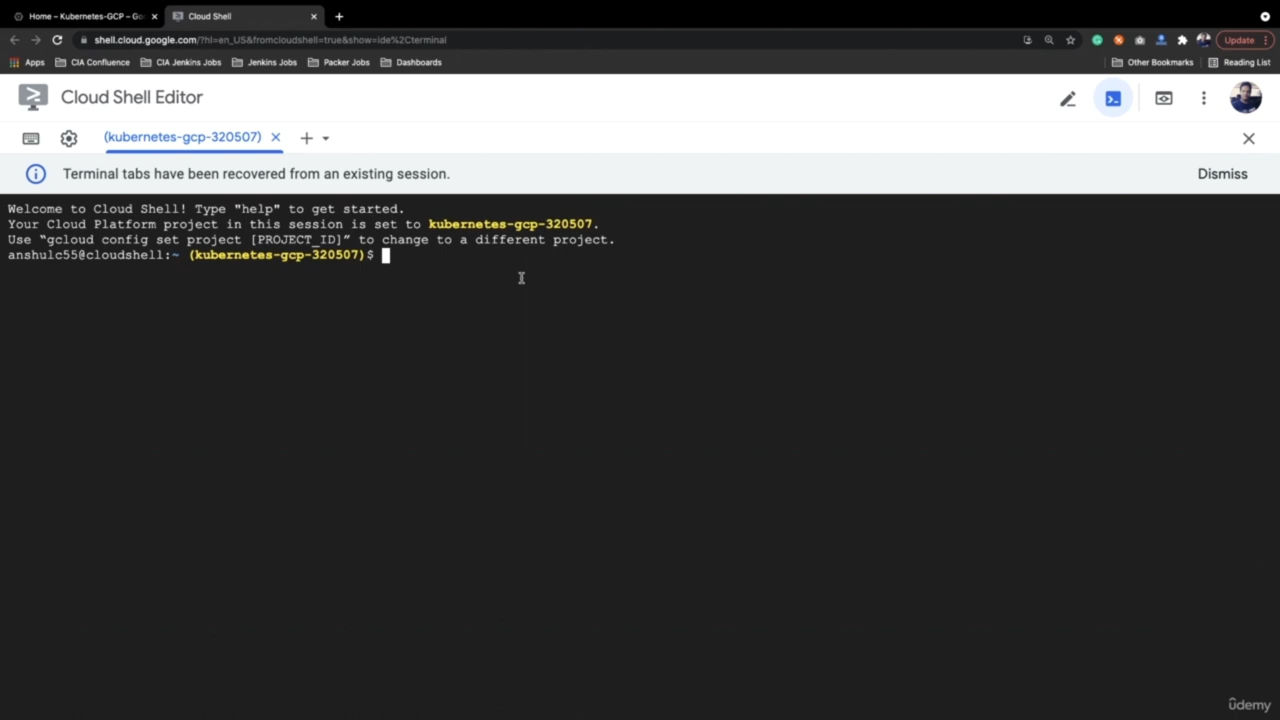 Home – Kubernetes-GCP – Go
Cloud Shell
shell.cloud.google.com/?hl=en_US&fromcloudshell=true&show=ide%2Cterminal
Update
Apps
CIA Confluence
CIA Jenkins Jobs
Jenkins Jobs
Packer Jobs
Dashboards
Other Bookmarks
Reading List
Cloud Shell Editor
(kubernetes-gcp-320507)
Terminal tabs have been recovered from an existing session.
Dismiss
Welcome to Cloud Shell! Type "help" to get started.
Your Cloud Platform project in this session is set to kubernetes-gcp-320507.
Use “gcloud config set project [PROJECT_ID]” to change to a different project.
anshulc55@cloudshell:~ (kubernetes-gcp-320507)$
ûdemy